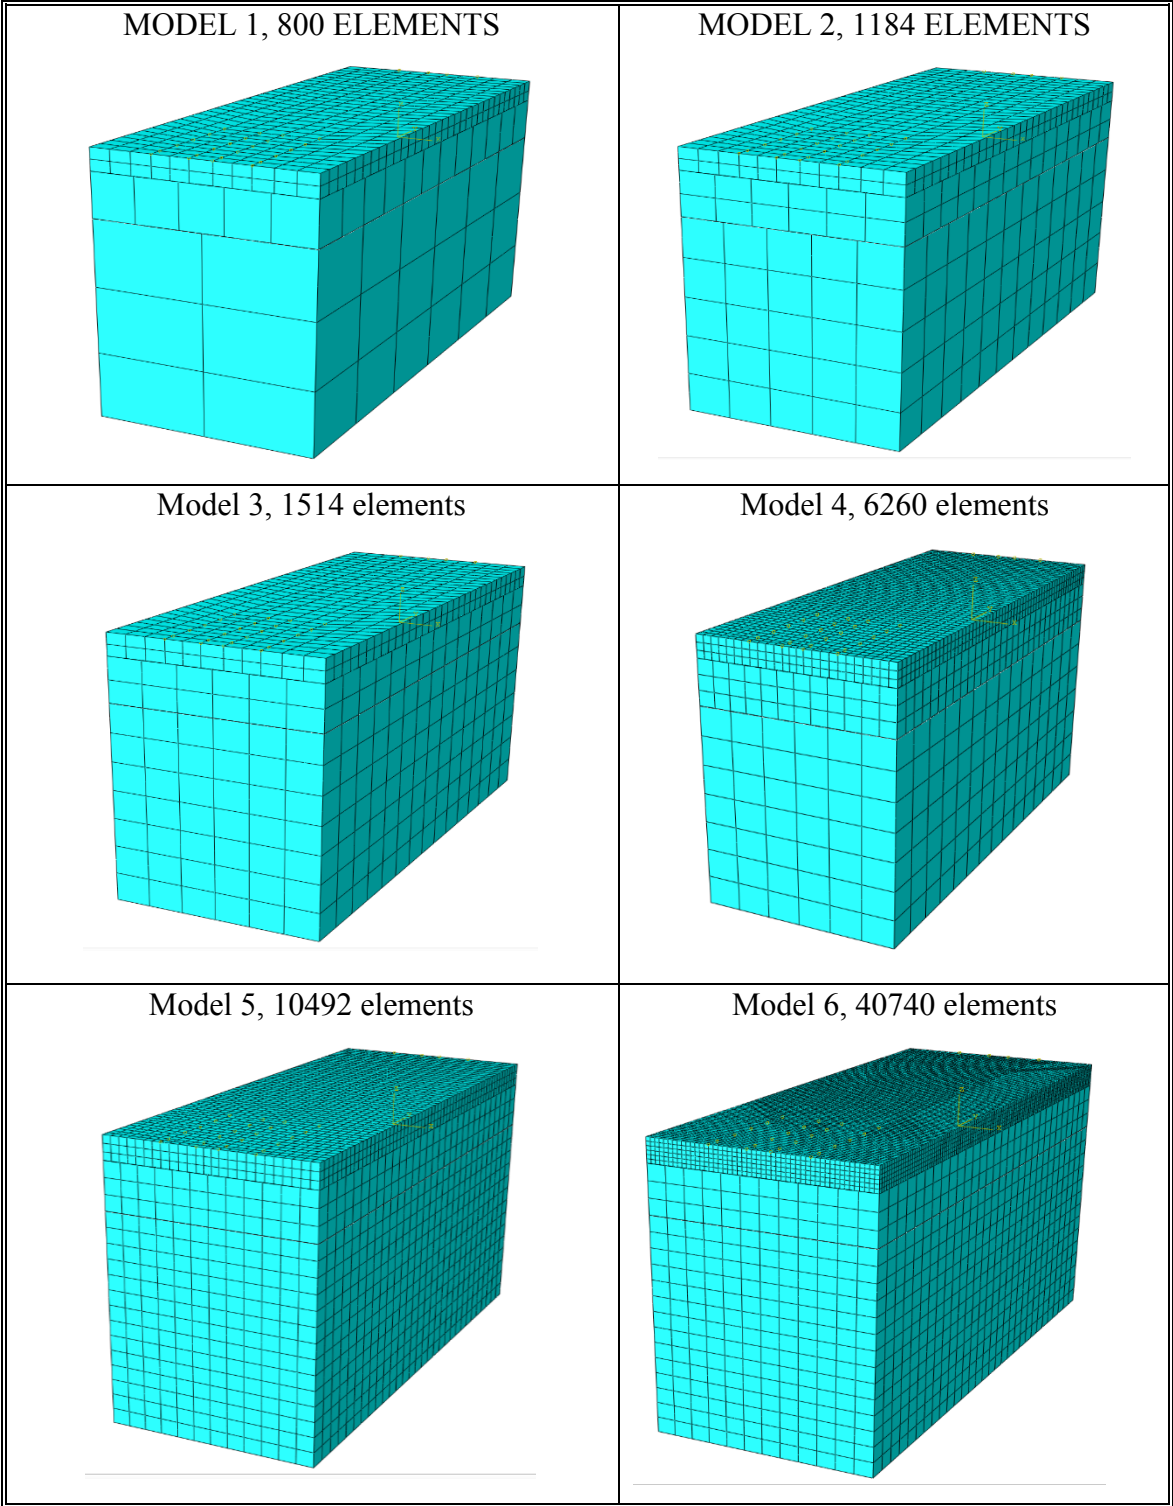 MODEL 1, 800 ELEMENTS
MODEL 2, 1184 ELEMENTS
Model 3, 1514 elements
Model 4, 6260 elements
Model 5, 10492 elements
Model 6, 40740 elements